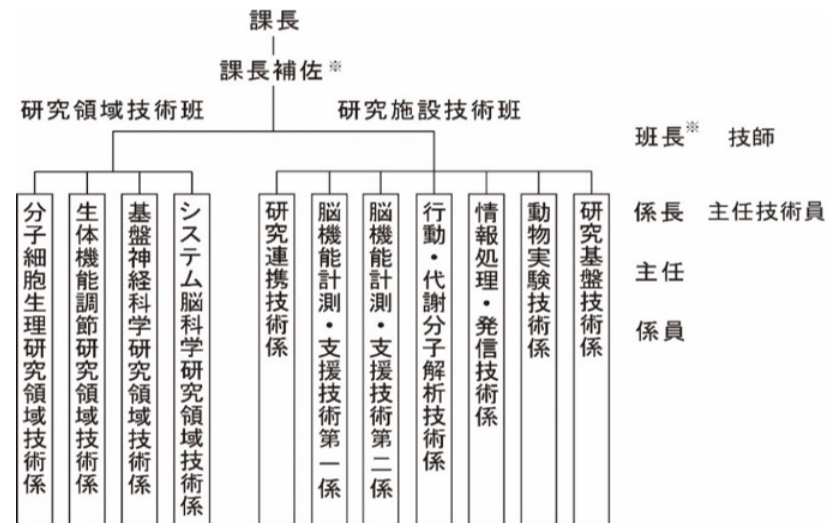 課長
課長補佐※
研究領域技術班
研究施設技術班
班長※ 技師
係長 主任技術員
主任
係員
分子細胞生理研究領域技術係
生体機能調節研究領域技術係
基盤神経科学研究領域技術係
システム脳科学研究領域技術係
研究連携技術係
脳機能計測・支援技術第一係
脳機能計測・支援技術第二係
行動・代謝分子解析技術係
情報処理・発信技術係
動物実験技術係
研究基盤技術係